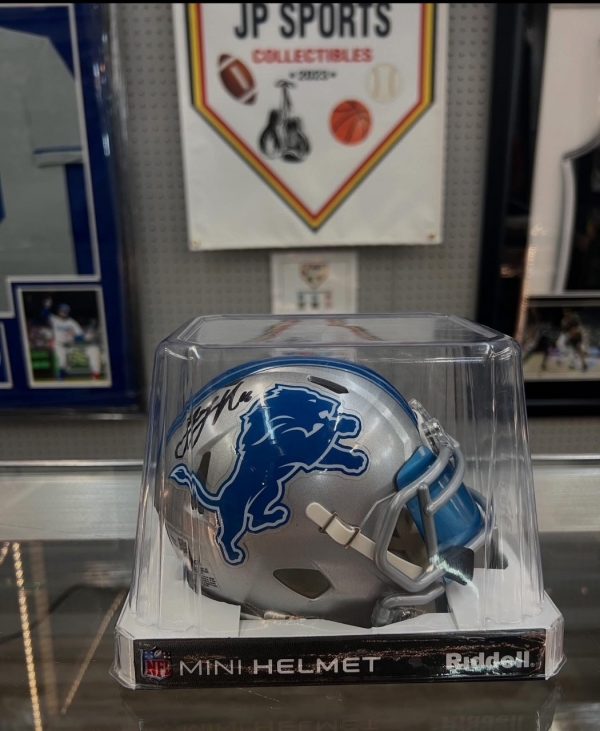 JP SPORTS
COLLECTIBLES
• 2023 •
NFL MINI HELMET Riddell